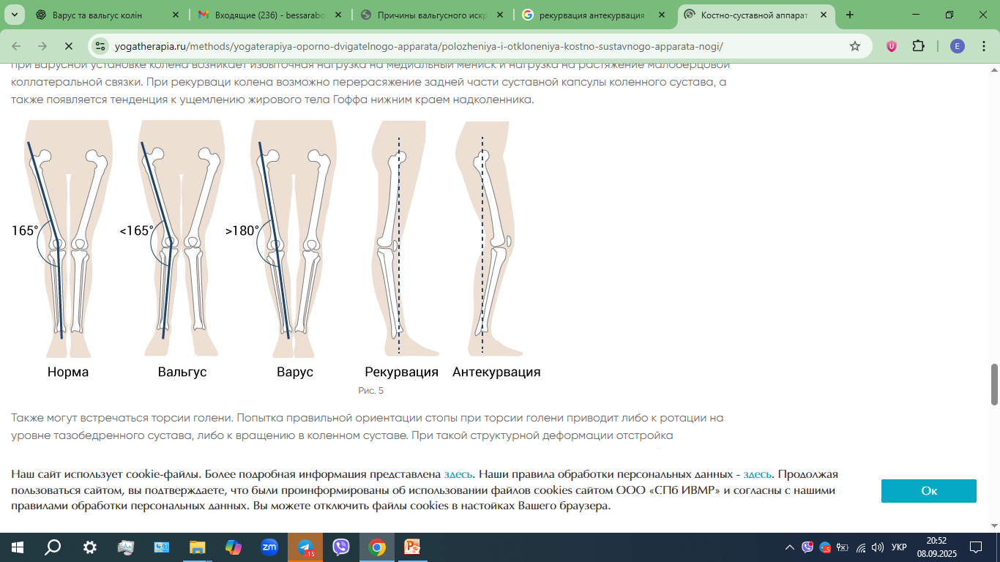 Варус та вальгус колін
Входящие (236) - bessarabo
Причины вальгусного искр
рекурвация антекурвация
Костно-суставной аппарат
yogatherapia.ru/methods/yogaterapiya-oporno-dvigatelnogo-apparata/polozheniya-i-otkloneniya-kostno-sustavnogo-apparata-nogi/
E
при варусной установке колена возникает избыточная нагрузка на медиальный мениск и нагрузка на растяжение малоберцовой
коллатеральной связки. При рекурваци колена возможно перерасяжение задней части суставной капсулы коленного сустава, а
также появляется тенденция к ущемлению жирового тела Гоффа нижним краем надколенника.
165° <165° >180°
Норма Вальгус Варус Рекурвация Антекурвация
Рис. 5
Также могут встречаться торсии голени. Попытка правильной ориентации стопы при торсии голени приводит либо к ротации на
уровне тазобедренного сустава, либо к вращению в коленном суставе. При такой структурной деформации отстройка
Наш сайт использует cookie-файлы. Более подробная информация представлена здесь. Наши правила обработки персональных данных - здесь. Продолжая
пользоваться сайтом, вы подтверждаете, что были проинформированы об использовании файлов cookies сайтом ООО «СПб ИВМР» и согласны с нашими
правилами обработки персональных данных. Вы можете отключить файлы cookies в настойках Вашего браузера.
Ок
zm
УКР
20:52
08.09.2025